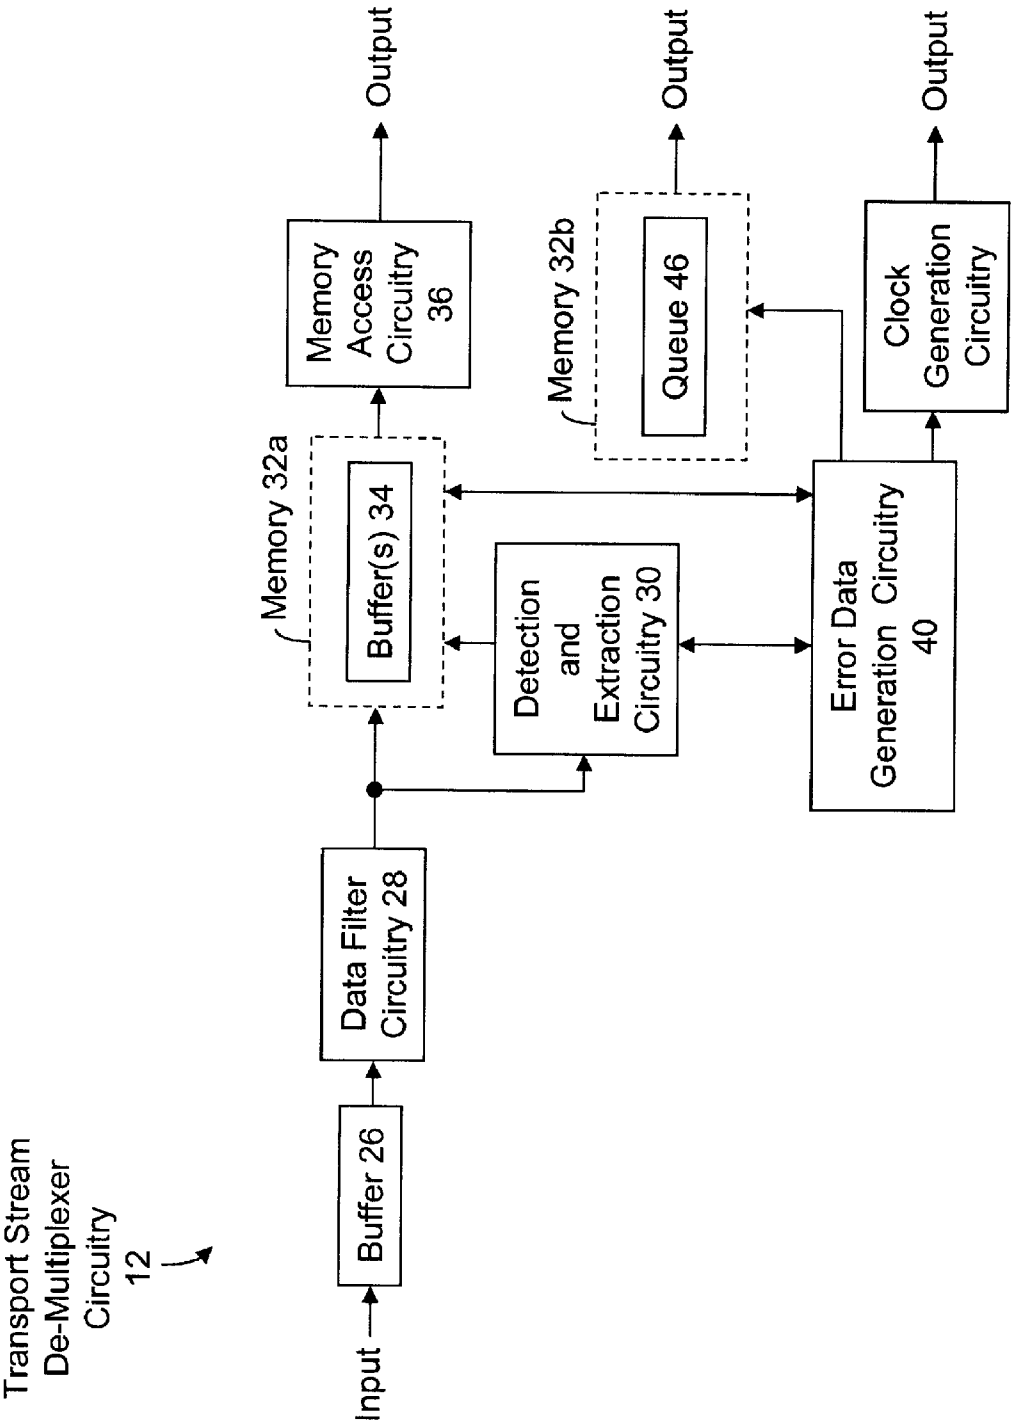 Transport Stream
De-Multiplexer
Circuitry
12
Input
Buffer 26
Data Filter
Circuitry 28
Memory 32a
Buffer(s) 34
Memory
Access
Circuitry
36
Output
Detection
and
Extraction
Circuitry 30
Memory 32b
Queue 46
Output
Error Data
Generation Circuitry
40
Clock
Generation
Circuitry
Output